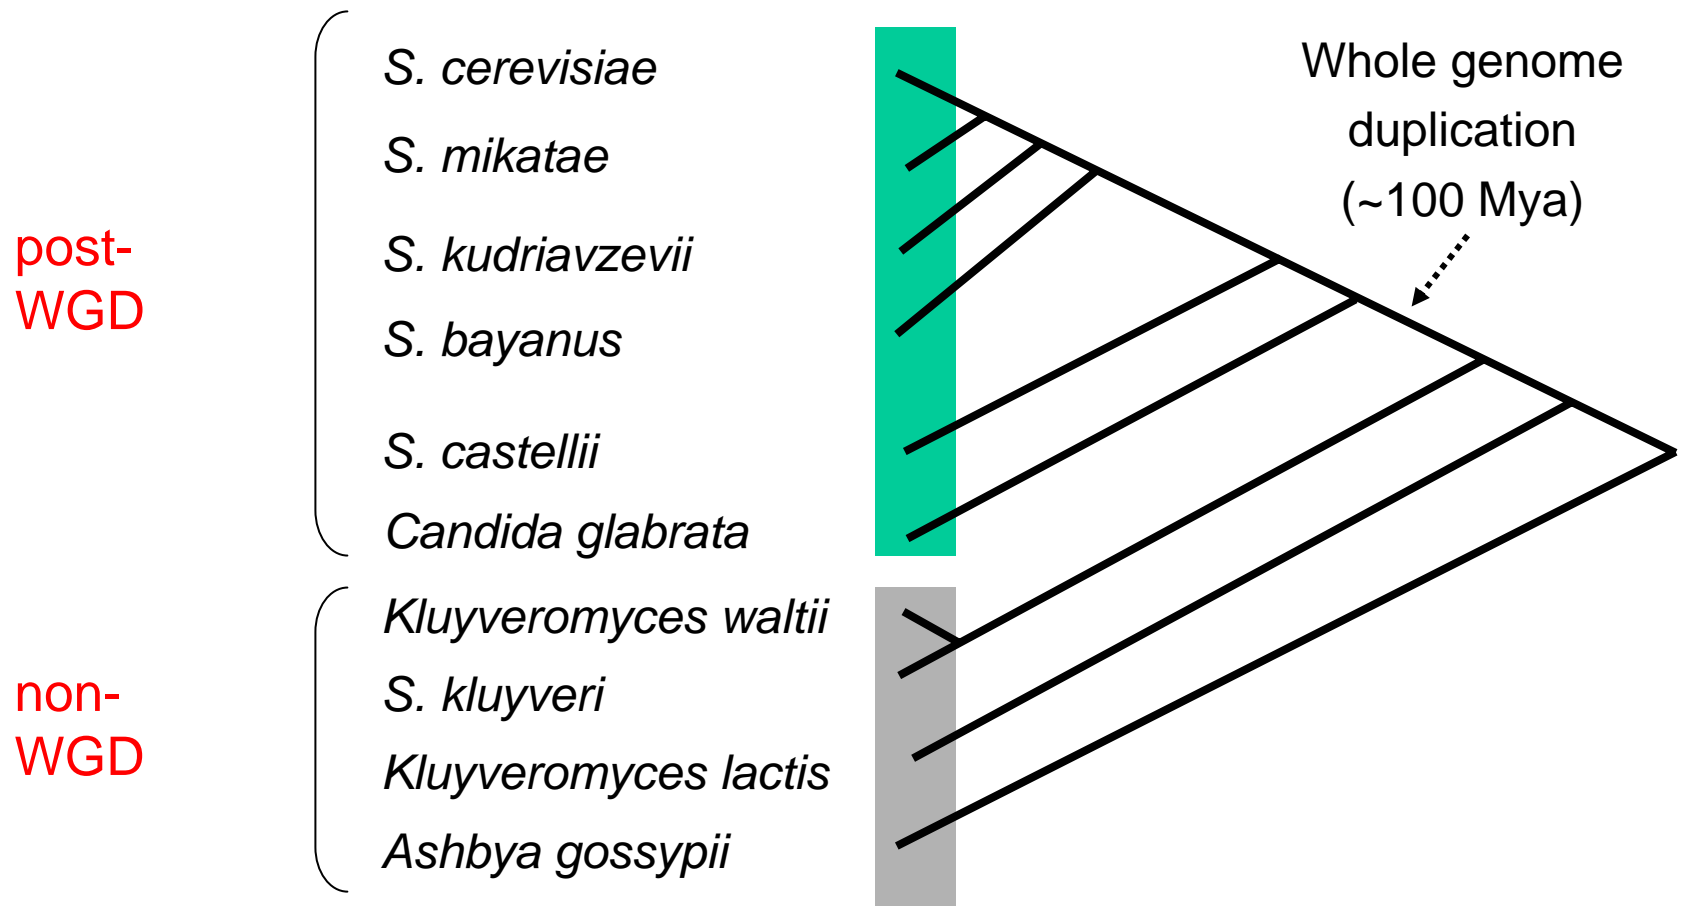 S. cerevisiae
S. mikatae
S. kudriavzevii
S. bayanus
S. castellii
Candida glabrata
Kluyveromyces waltii
S. kluyveri
Kluyveromyces lactis
Ashbya gossypii
post-
WGD
non-
WGD
Whole genome
duplication
(~100 Mya)